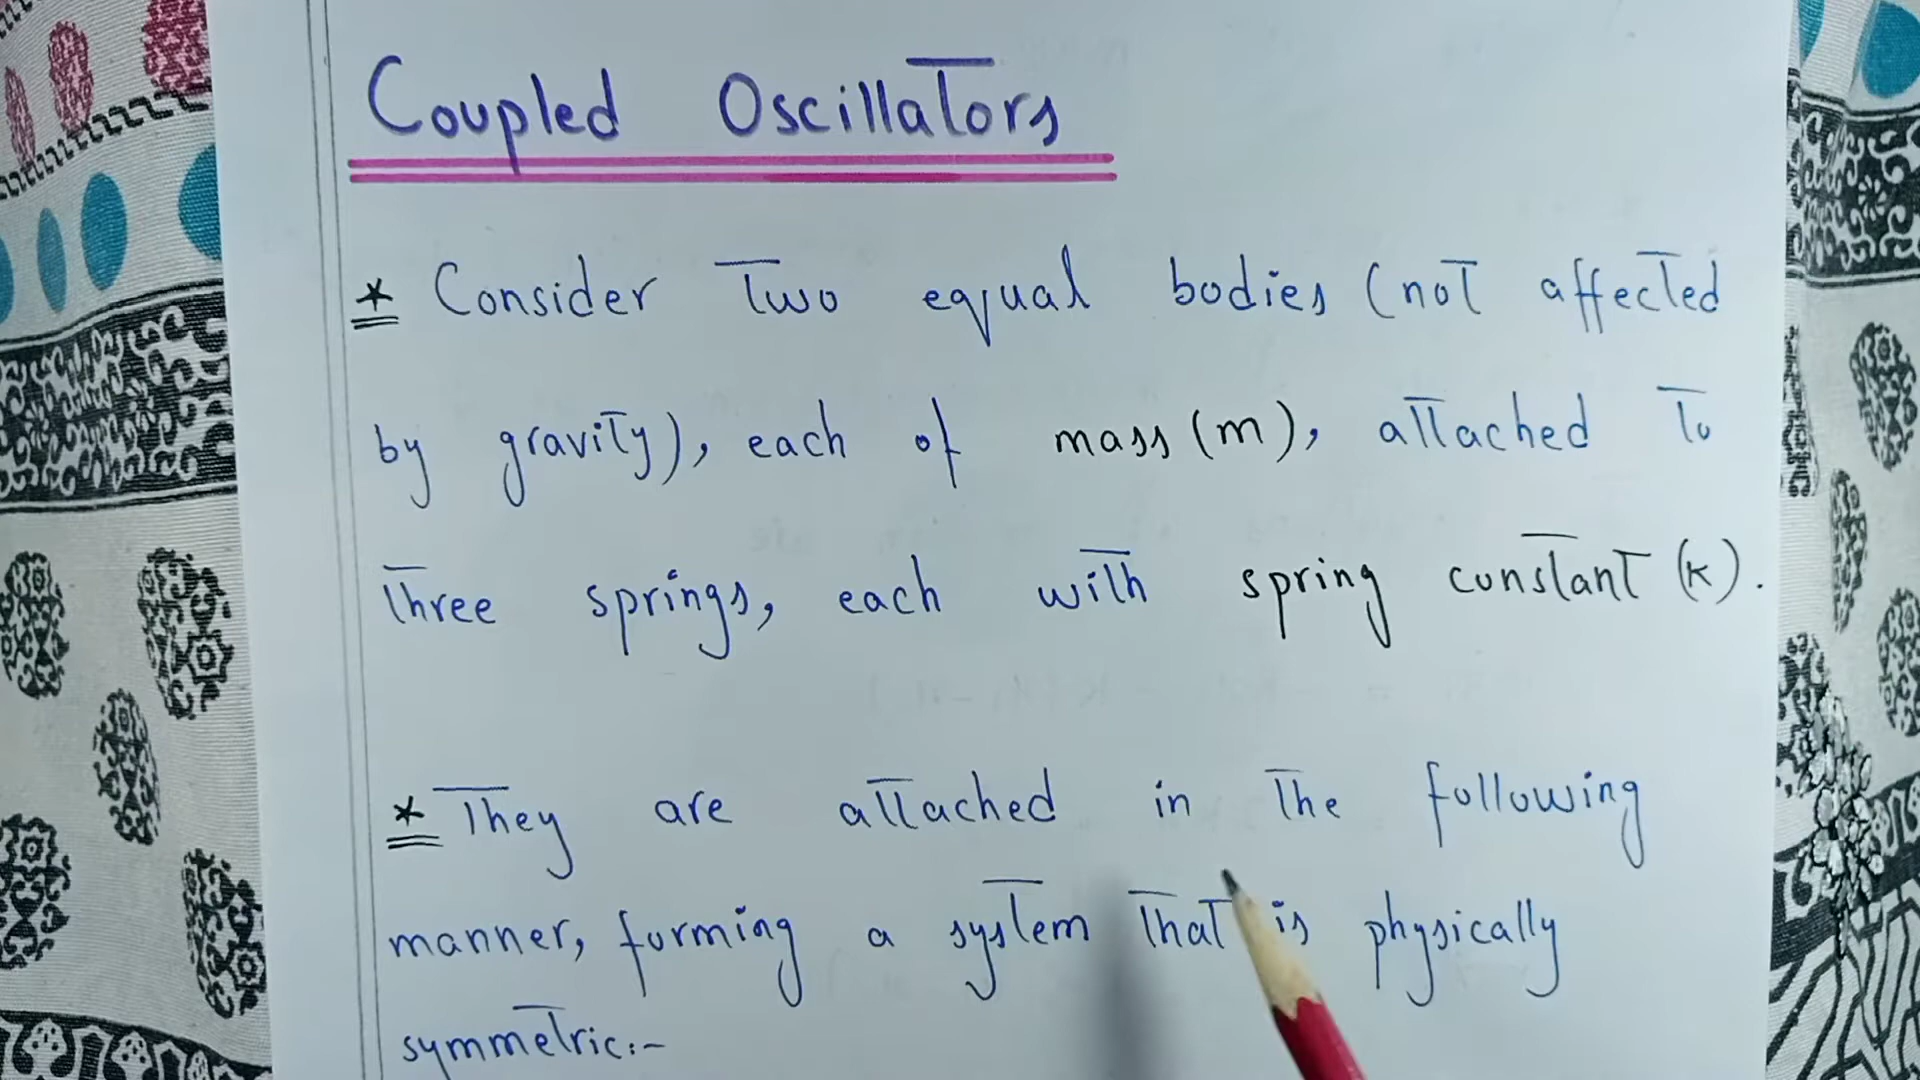 Coupled Oscillators
* Consider Two equal bodies (not affected
by gravity), each of mass (m), attached To
Three springs, each with spring constant (k).
* They are attached in The following
manner, forming a system That is physically
symmetric:-